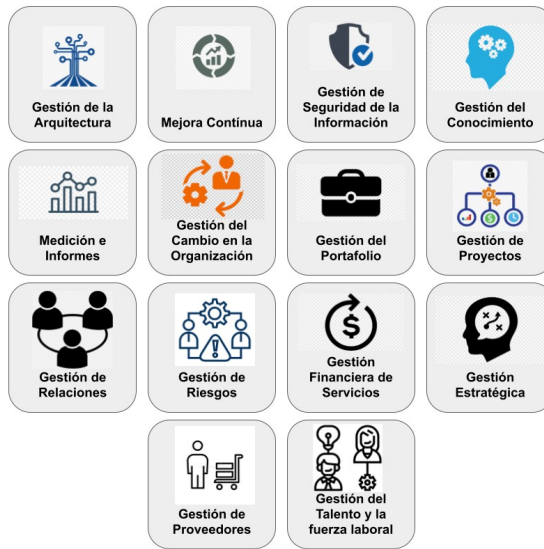 Gestión de la
Arquitectura
Mejora Contínua
Gestión de
Seguridad de la
Información
Gestión del
Conocimiento
Medición e
Informes
Gestión del
Cambio en la
Organización
Gestión del
Portafolio
Gestión de
Proyectos
Gestión de
Relaciones
Gestión de
Riesgos
Gestión
Financiera de
Servicios
Gestión
Estratégica
Gestión de
Proveedores
Gestión del
Talento y la
fuerza laboral